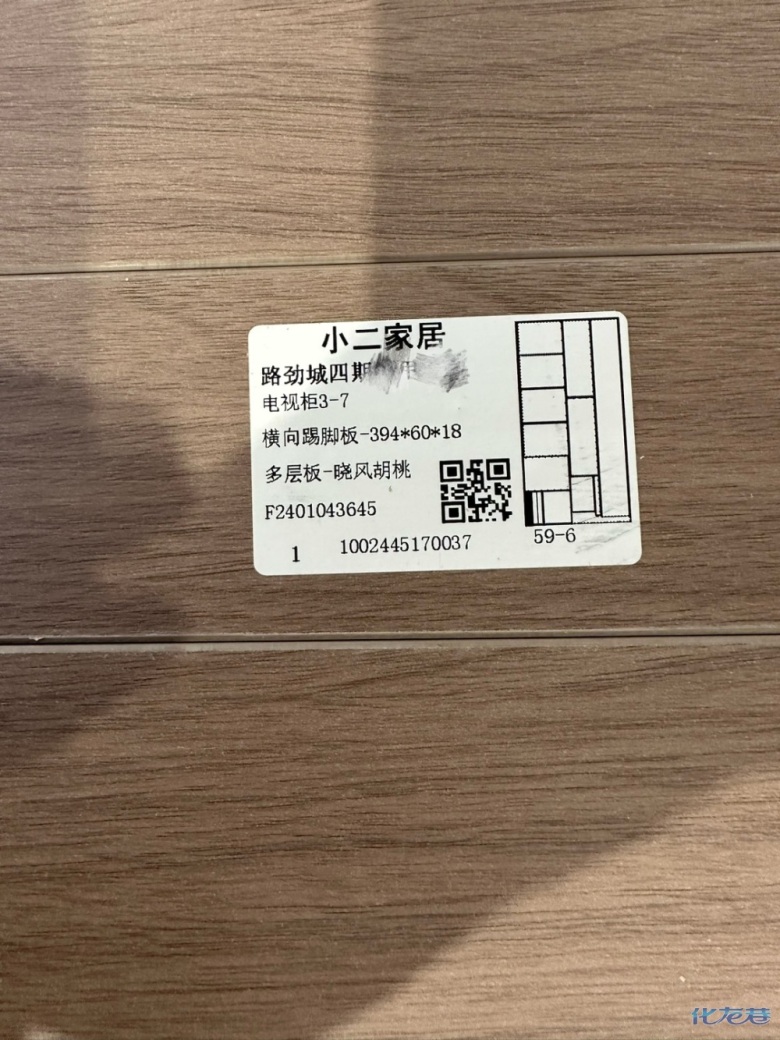 小二家居
路劲城四期
电视柜3-7
横向踢脚板-394*60*18
多层板-晓风胡桃
F2401043645
1 1002445170037
59-6
化龙巷